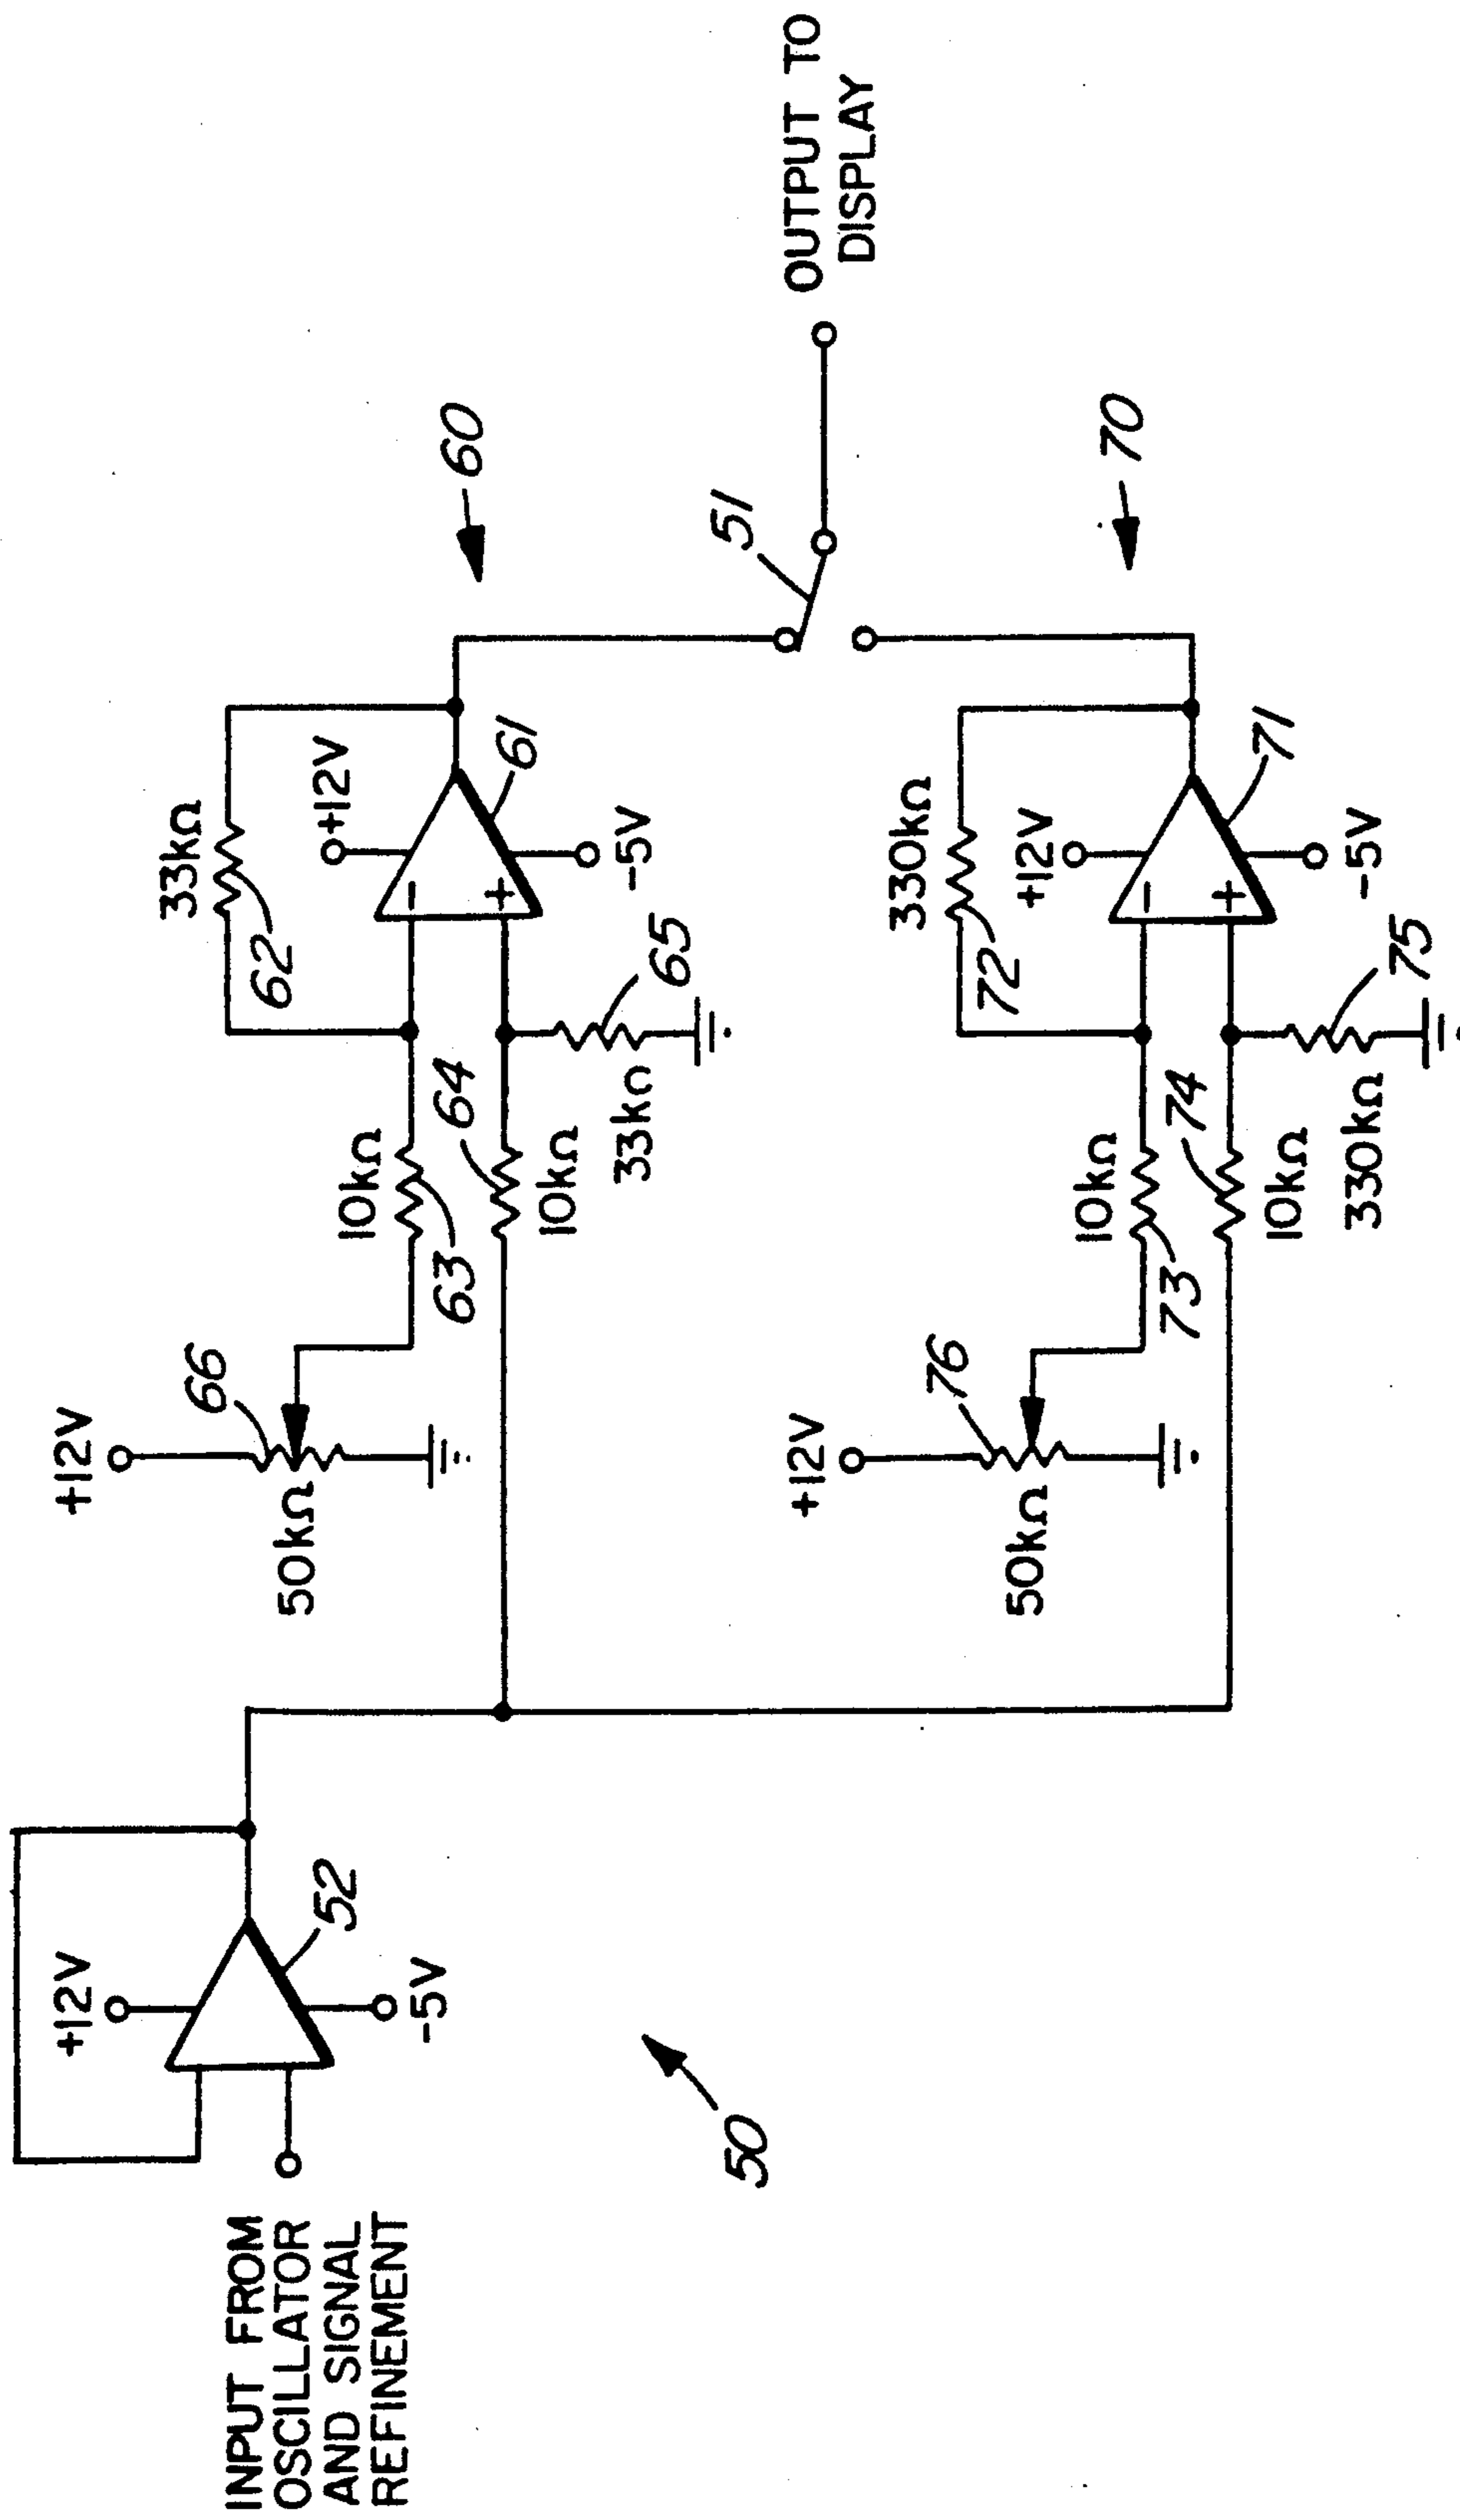 INPUT FROM
OSCILLATOR
AND SIGNAL
REFINEMENT
+12V
52
-5V
50
+12V
66
50kΩ
10kΩ
63
64
10kΩ
33kΩ
62
+12V
61
-5V
65
33kΩ
60
51
OUTPUT TO
DISPLAY
+12V
76
50kΩ
10kΩ
73
74
10kΩ
330kΩ
72
+12V
71
-5V
75
330kΩ
70
−
+
−
+